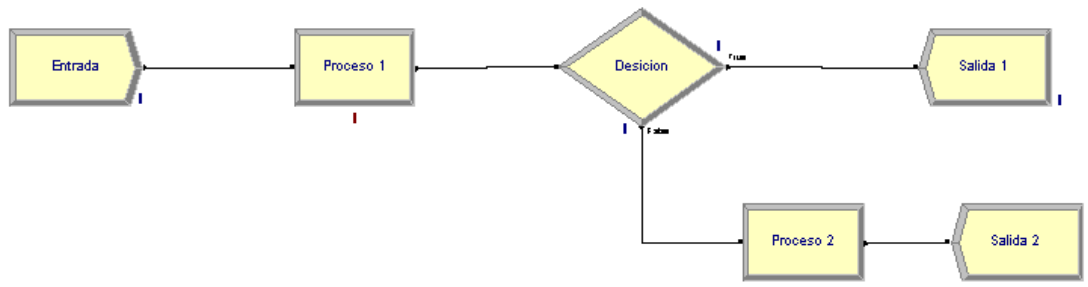 Entrada
Proceso 1
Desicion
True
Salida 1
False
Proceso 2
Salida 2